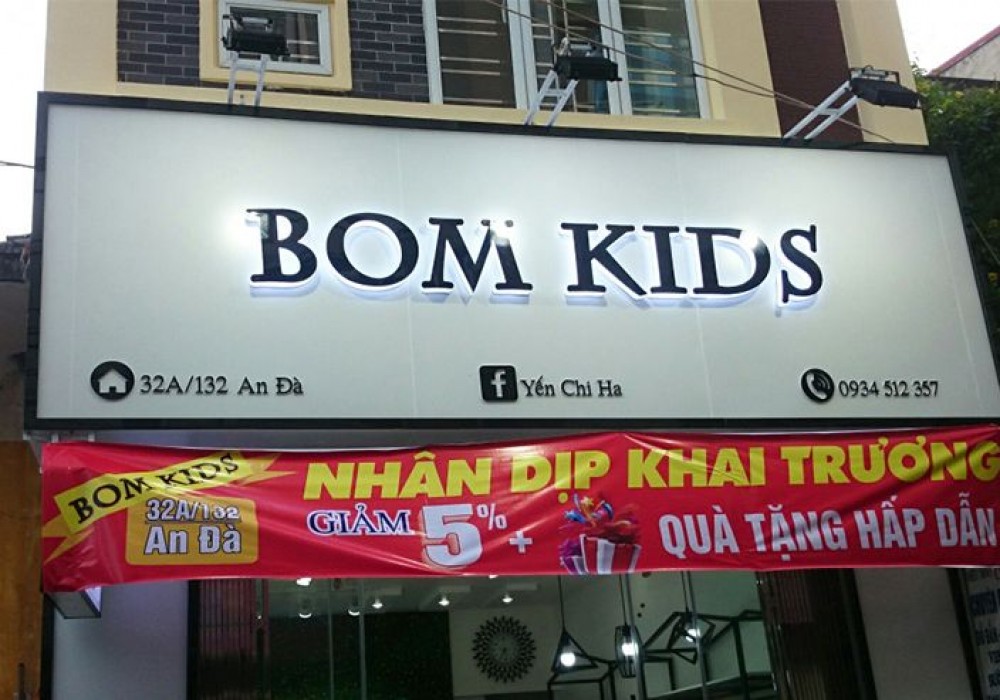 BOM KIDS
32A/132 An Đà
Yến Chi Ha
0934 512 357
BOM KIDS
32A/132
An Đà
NHÂN DỊP KHAI TRƯƠNG
GIẢM 5% +
QUÀ TẶNG HẤP DẪN